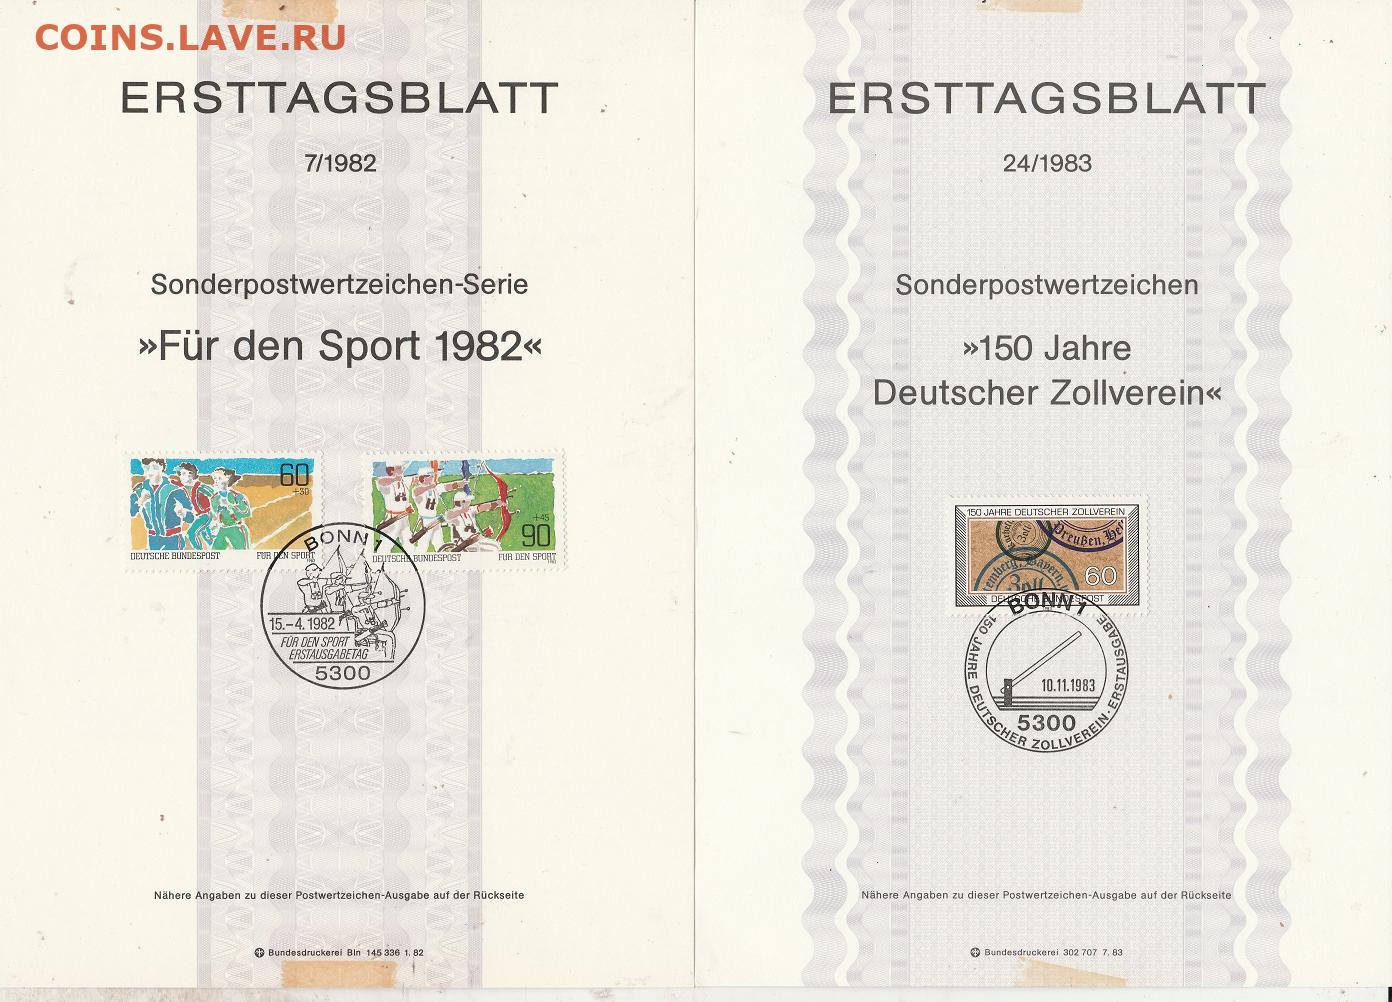 COINS.LAVE.RU
ERSTTAGSBLATT
7/1982
Sonderpostwertzeichen-Serie
»Für den Sport 1982«
60
+30
DEUTSCHE BUNDESPOST
FÜR DEN SPORT
+45
90
DEUTSCHE BUNDESPOST
FÜR DEN SPORT
BONN 1
15.-4.1982
FÜR DEN SPORT
ERSTAUSGABETAG
5300
Nähere Angaben zu dieser Postwertzeichen-Ausgabe auf der Rückseite
Bundesdruckerei Bln 145 336 1. 82
ERSTTAGSBLATT
24/1983
Sonderpostwertzeichen
»150 Jahre
Deutscher Zollverein«
150 JAHRE DEUTSCHER ZOLLVEREIN
Preußen,
Bayern,
Zoll
60
DEUTSCHE BUNDESPOST
BONN 1
150 JAHRE DEUTSCHER ZOLLVEREIN · ERSTAUSGABE
10.11.1983
5300
Nähere Angaben zu dieser Postwertzeichen-Ausgabe auf der Rückseite
Bundesdruckerei 302 707 7. 83